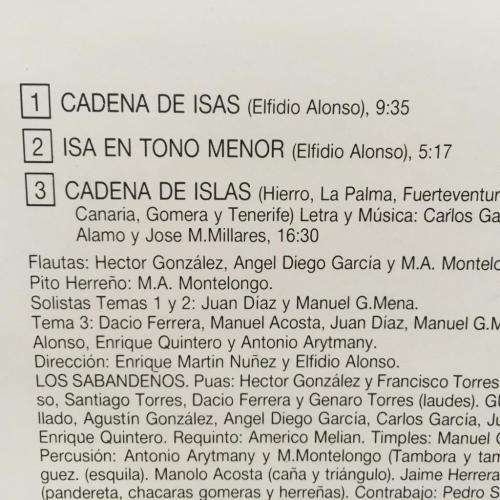 1 CADENA DE ISAS (Elfidio Alonso), 9:35
2 ISA EN TONO MENOR (Elfidio Alonso), 5:17
3 CADENA DE ISLAS (Hierro, La Palma, Fuerteventur
Canaria, Gomera y Tenerife) Letra y Música: Carlos Ga
Alamo y Jose M.Millares, 16:30
Flautas: Hector González, Angel Diego García y M.A. Montelo
Pito Herreño: M.A. Montelongo.
Solistas Temas 1 y 2: Juan Díaz y Manuel G.Mena.
Tema 3: Dacio Ferrera, Manuel Acosta, Juan Díaz, Manuel G.M
Alonso, Enrique Quintero y Antonio Arytmany.
Dirección: Enrique Martin Nuñez y Elfidio Alonso.
LOS SABANDEÑOS. Puas: Hector González y Francisco Torres
so, Santiago Torres, Dacio Ferrera y Genaro Torres (laudes). Gu
llado, Agustín González, Angel Diego García, Carlos García, Ju
Enrique Quintero. Requinto: Americo Melian. Timples: Manuel G
Percusión: Antonio Arytmany y M.Montelongo (Tambora y tam
guez. (esquila). Manolo Acosta (caña y triángulo). Jaime Herrera
(pandereta, chacaras gomeras y herreñas). Contrabajo: Pedro S